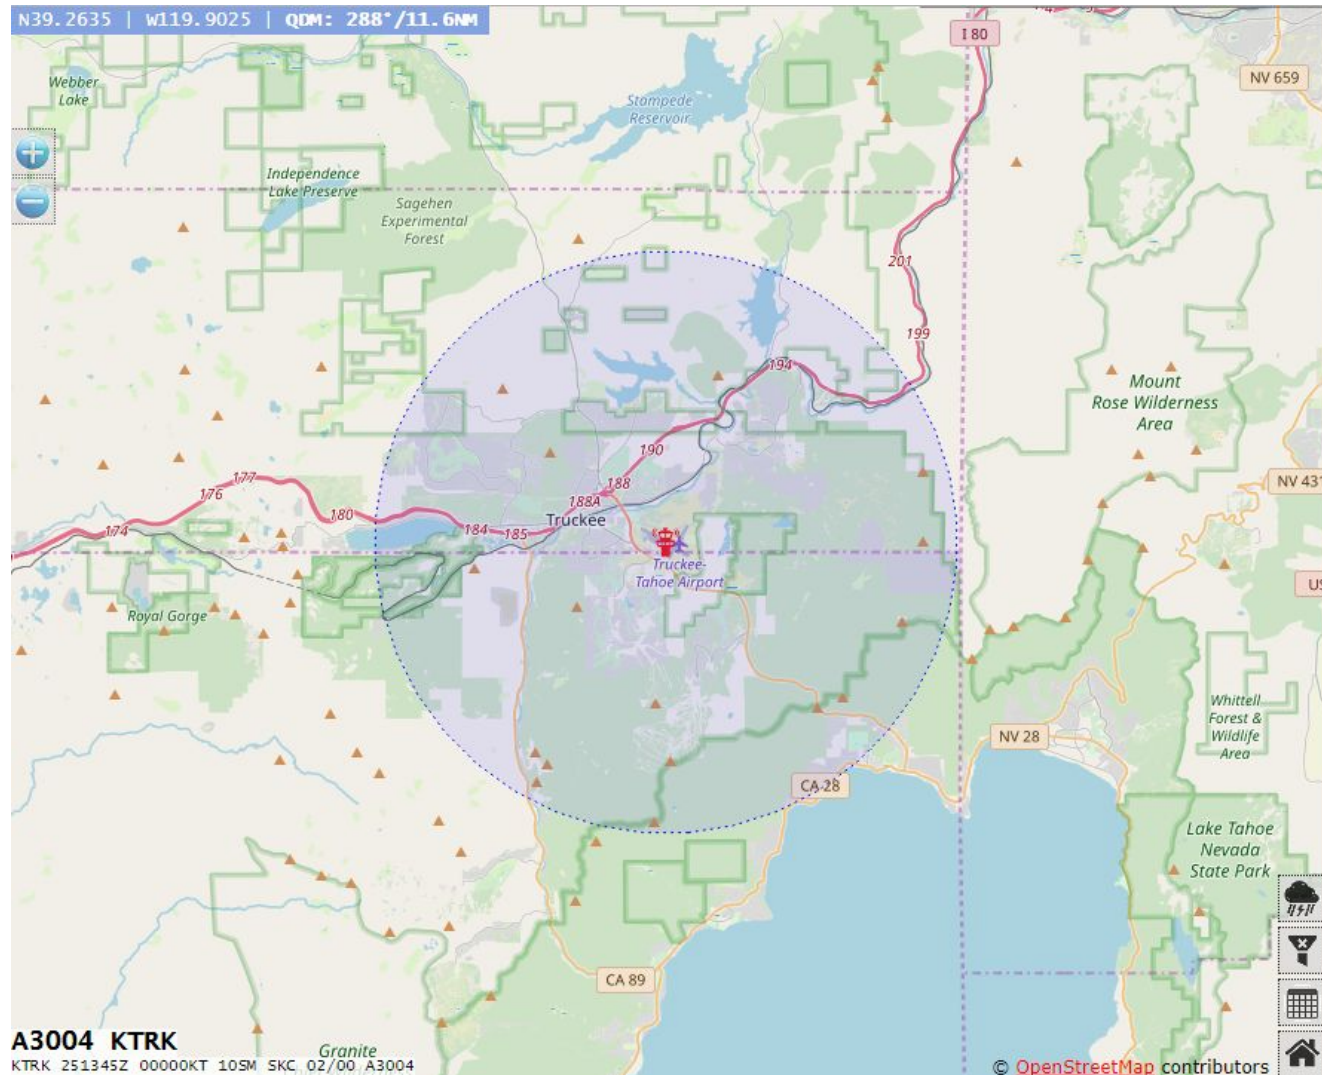 N39.2635 | W119.9025 | QDM: 288°/11.6NM
I 80
NV 659
Webber
Lake
Stampede
Reservoir
Independence
Lake Preserve
Sagehen
Experimental
Forest
201
199
194
Mount
Rose Wilderness
Area
190
177
176
188
NV 431
188A
180
174
184
185
Truckee
Truckee-
Tahoe Airport
US
Royal Gorge
Whittell
Forest &
Wildlife
Area
NV 28
CA 28
Lake Tahoe
Nevada
State Park
CA 89
A3004 KTRK
Granite
KTRK 251345Z 00000KT 10SM SKC 02/00 A3004
© OpenStreetMap contributors